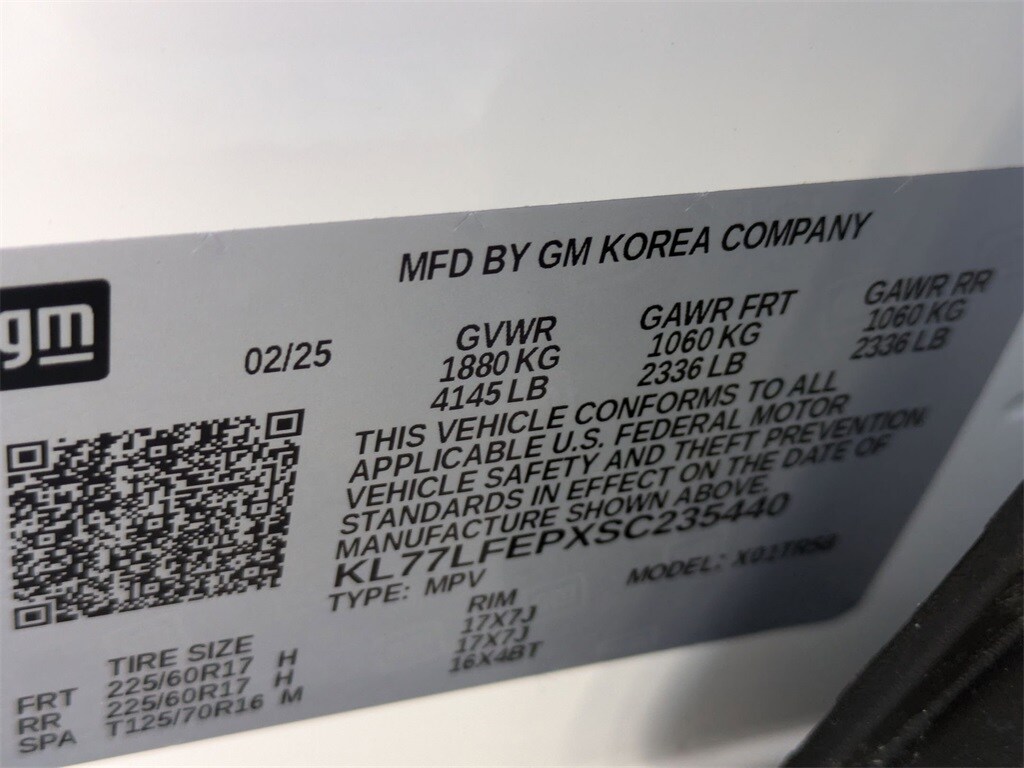 MFD BY GM KOREA COMPANY
gm
02/25
GVWR
1880 KG
4145 LB
GAWR FRT
1060 KG
2336 LB
GAWR RR
1060 KG
2336 LB
THIS VEHICLE CONFORMS TO ALL
APPLICABLE U.S. FEDERAL MOTOR
VEHICLE SAFETY AND THEFT PREVENTION
STANDARDS IN EFFECT ON THE DATE OF
MANUFACTURE SHOWN ABOVE.
KL77LFEPXSC235440
TYPE: MPV
MODEL: X01TR58
TIRE SIZE
RIM
FRT 225/60R17 H 17X7J
RR 225/60R17 H 17X7J
SPA T125/70R16 M 16X4BT